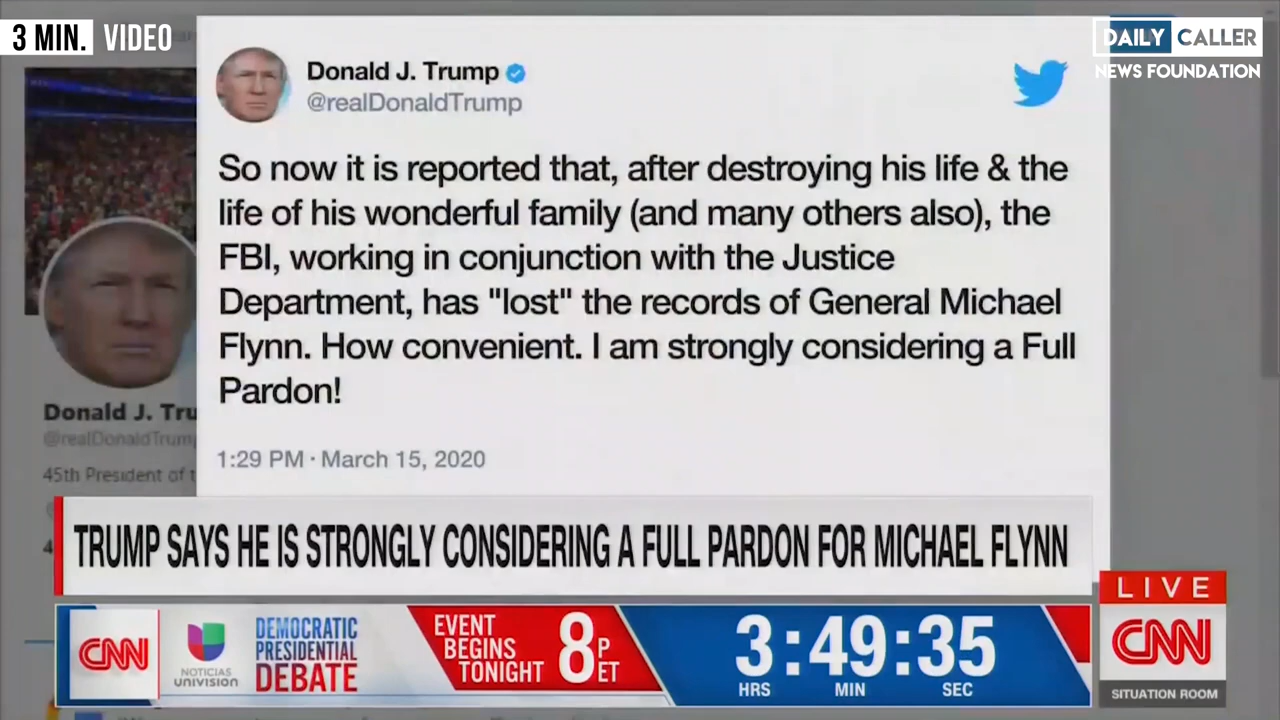 3 MIN. VIDEO
DAILY CALLER
NEWS FOUNDATION
Donald J. Trump
@realDonaldTrump
So now it is reported that, after destroying his life & the
life of his wonderful family (and many others also), the
FBI, working in conjunction with the Justice
Department, has "lost" the records of General Michael
Flynn. How convenient. I am strongly considering a Full
Pardon!
1:29 PM · March 15, 2020
Donald J. Tru
@realDonaldTrum
45th President of t
4
TRUMP SAYS HE IS STRONGLY CONSIDERING A FULL PARDON FOR MICHAEL FLYNN
CNN
NOTICIAS
UNIVISION
DEMOCRATIC
PRESIDENTIAL
DEBATE
EVENT
BEGINS
TONIGHT
8 P
ET
3:49:35
HRS MIN SEC
LIVE
CNN
SITUATION ROOM